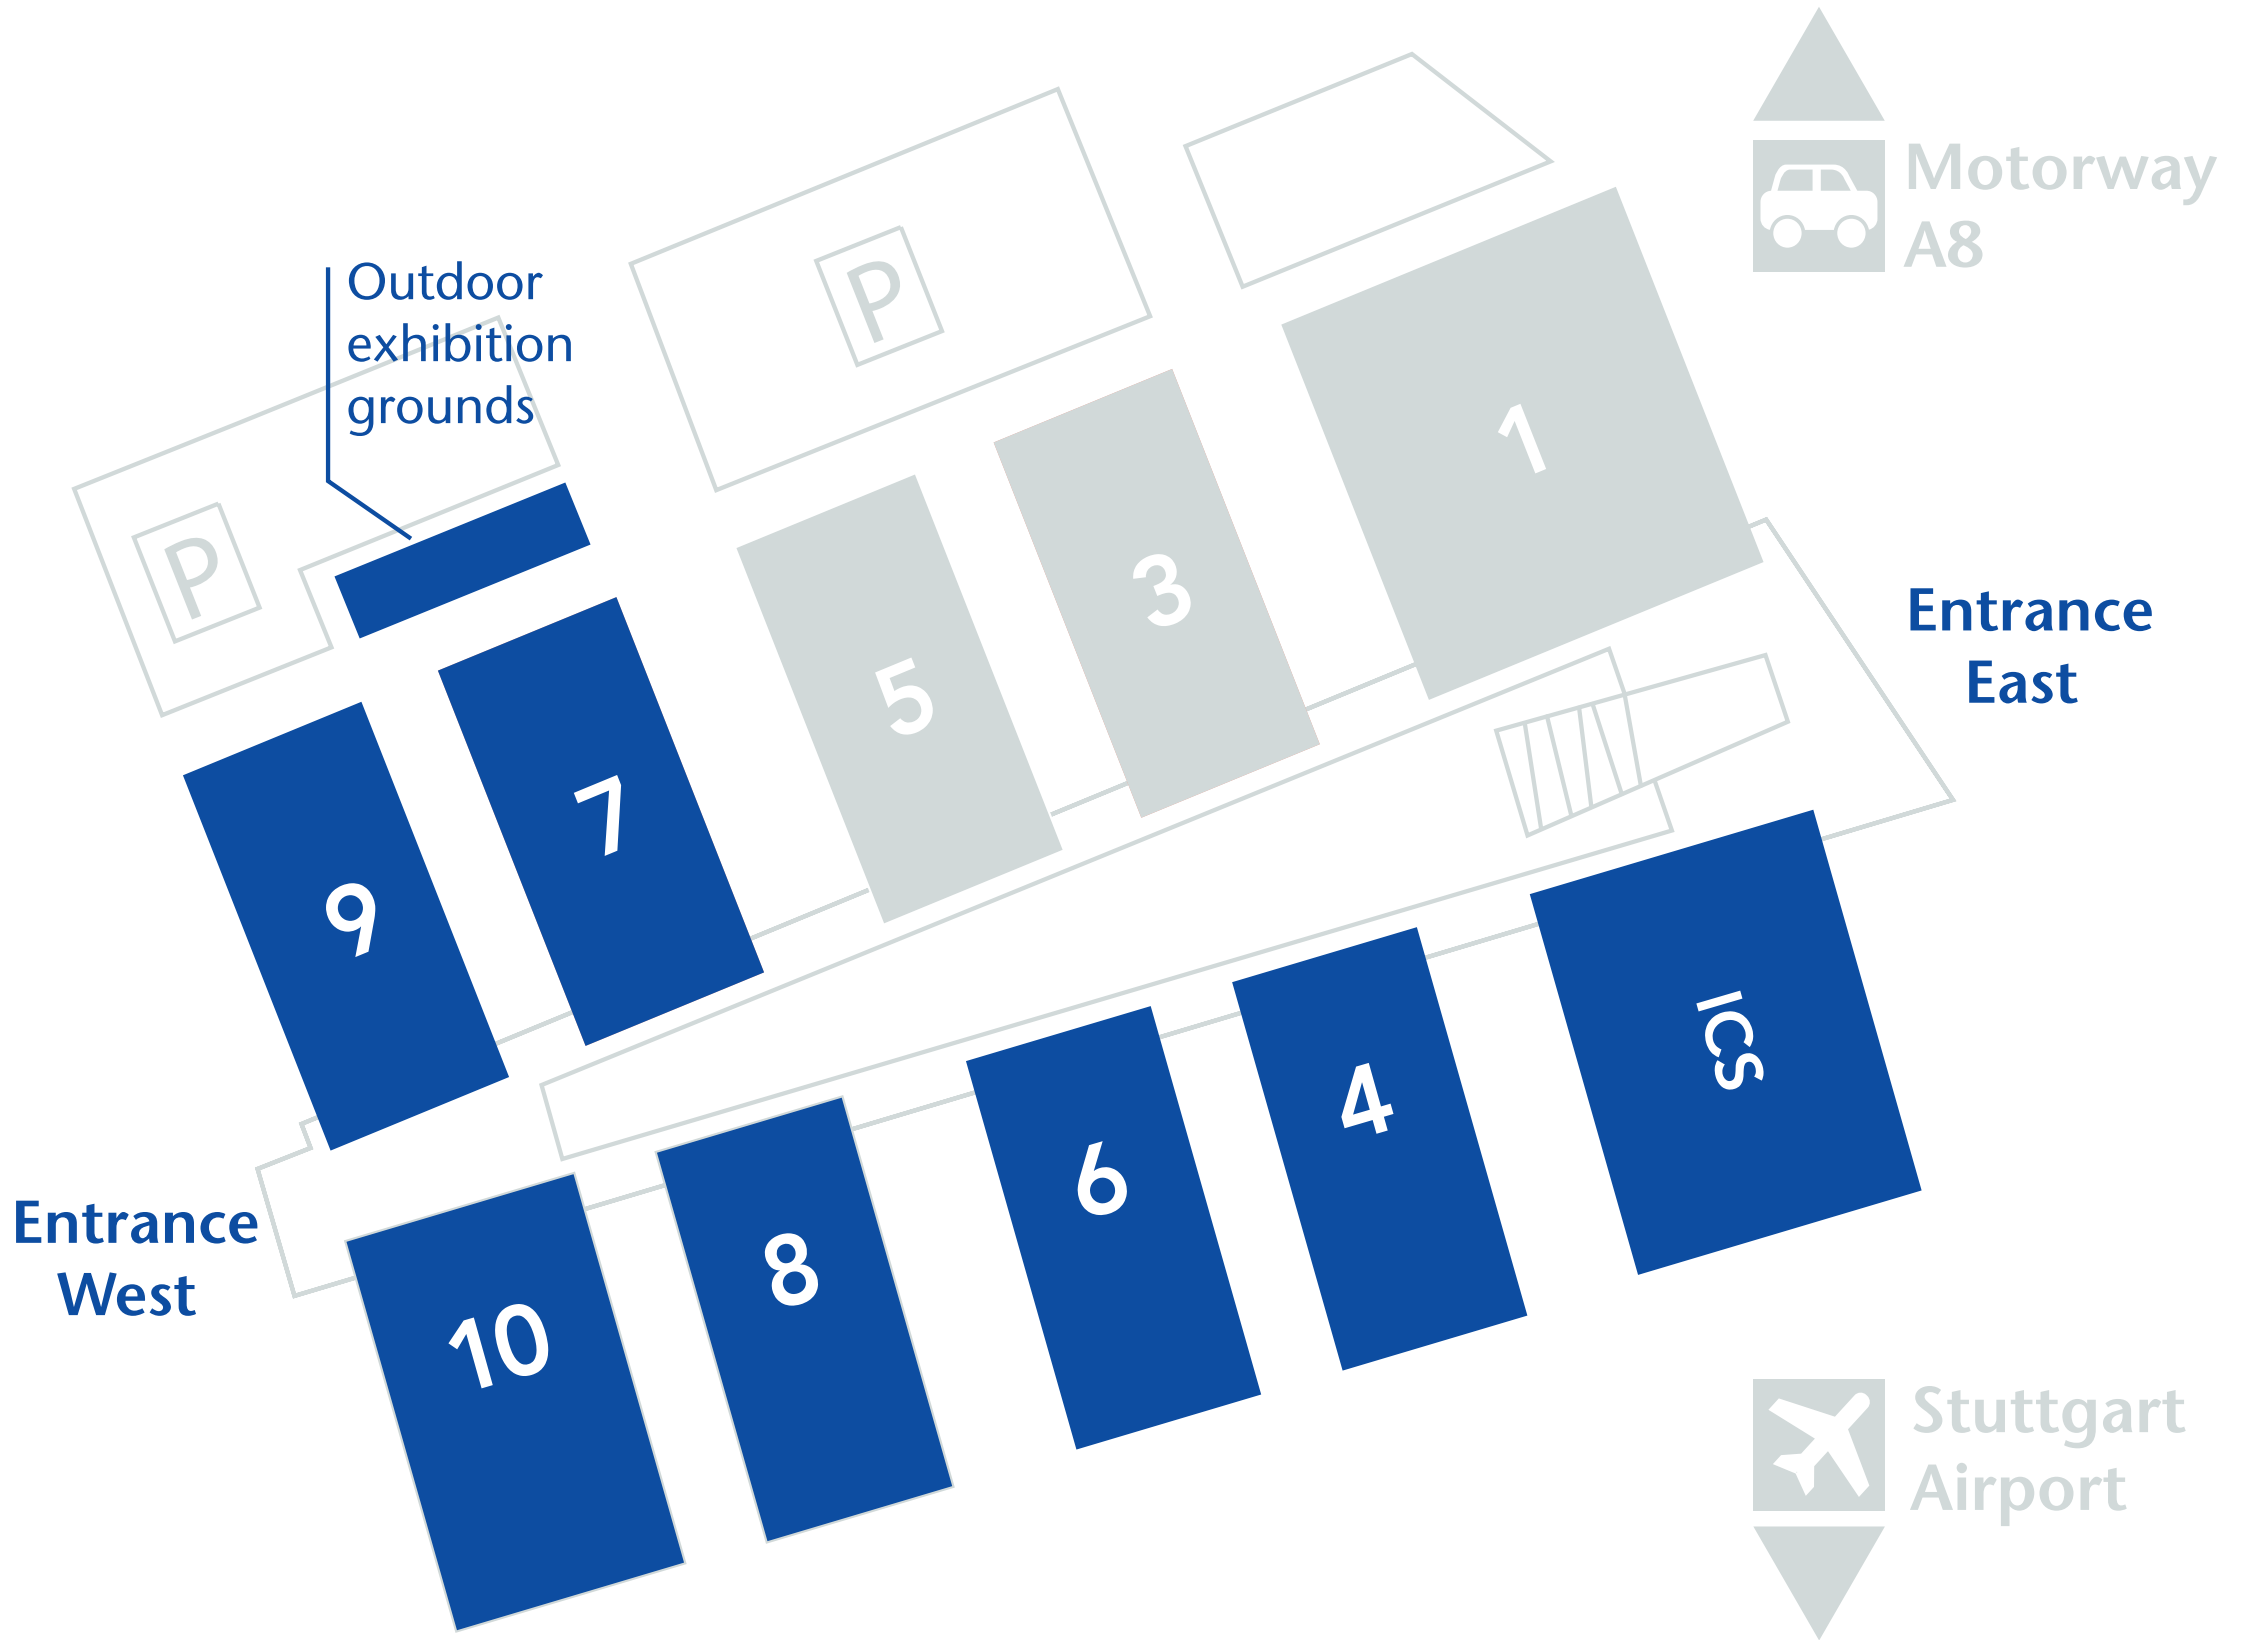 Motorway
A8
Outdoor
exhibition
grounds
P
P
1
3
5
7
9
Entrance
East
ICS
4
6
8
10
Entrance
West
Stuttgart
Airport